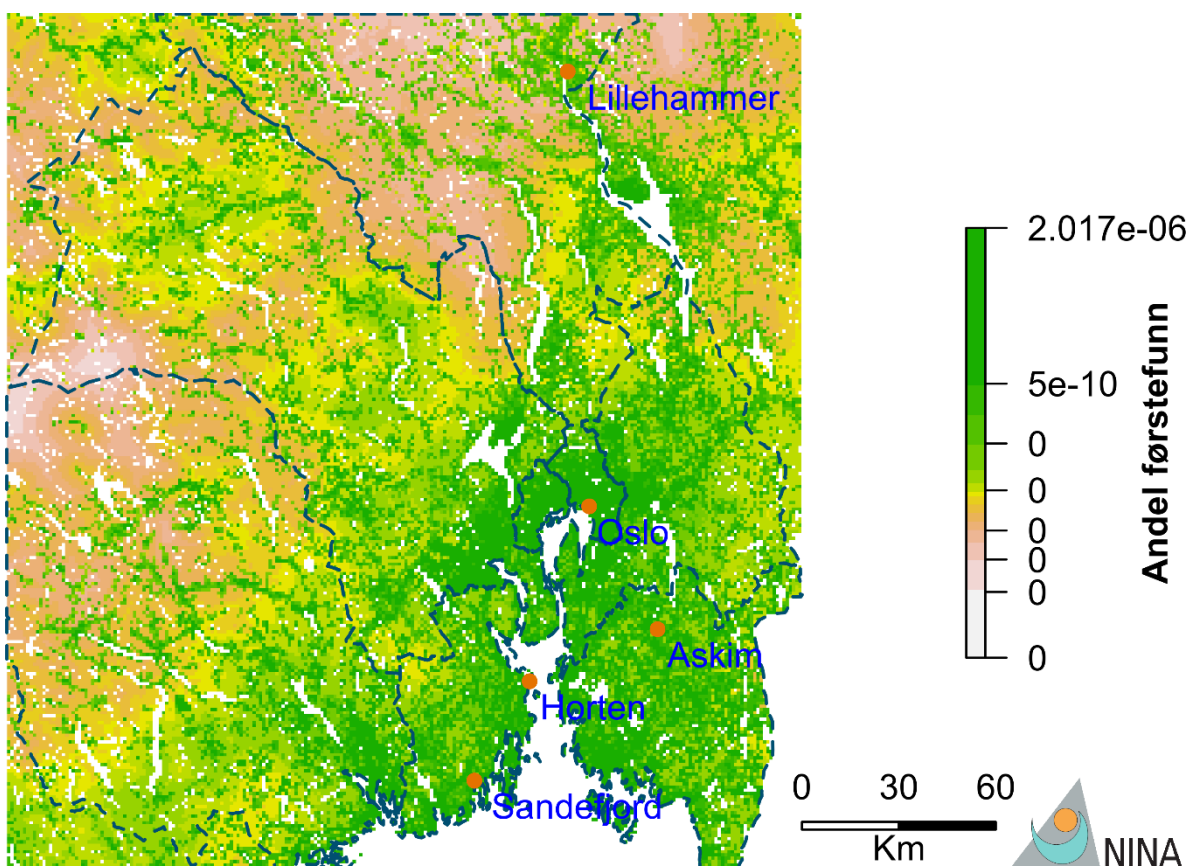 Lillehammer
Oslo
Askim
Horten
Sandefjord
2.017e-06
5e-10
0
0
0
0
0
0
Andel førstefunn
0 30 60
Km
NINA